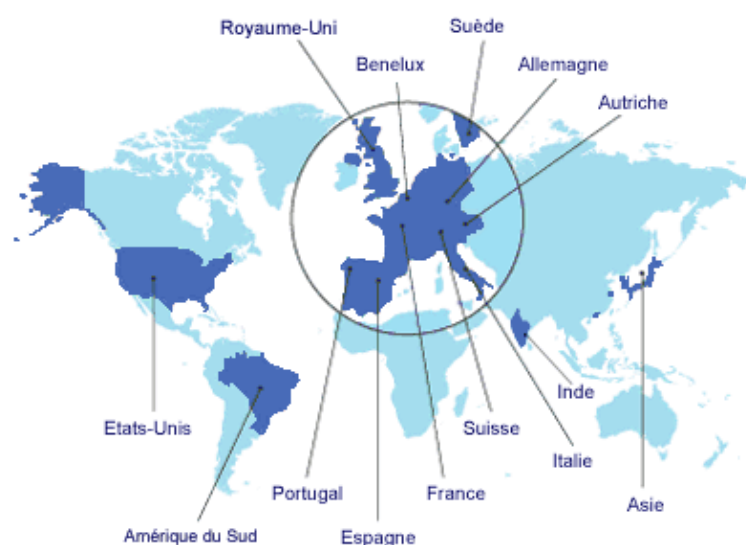 Royaume-Uni
Suède
Benelux
Allemagne
Autriche
Inde
Etats-Unis
Suisse
Italie
Portugal
France
Asie
Amérique du Sud
Espagne